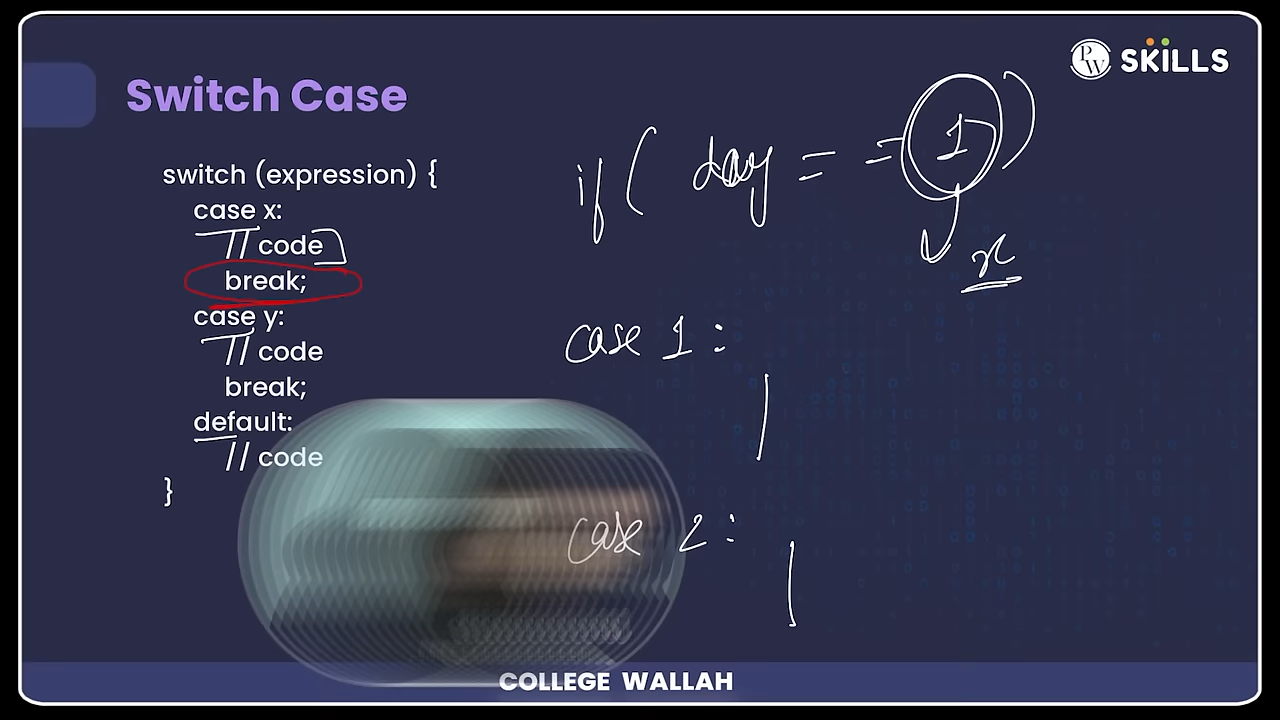 PW SKILLS
Switch Case
switch (expression) {
case x:
// code
break;
case y:
// code
break;
default:
// code
}
if ( day = = 1 )
x
case 1 :
case 2 :
COLLEGE WALLAH